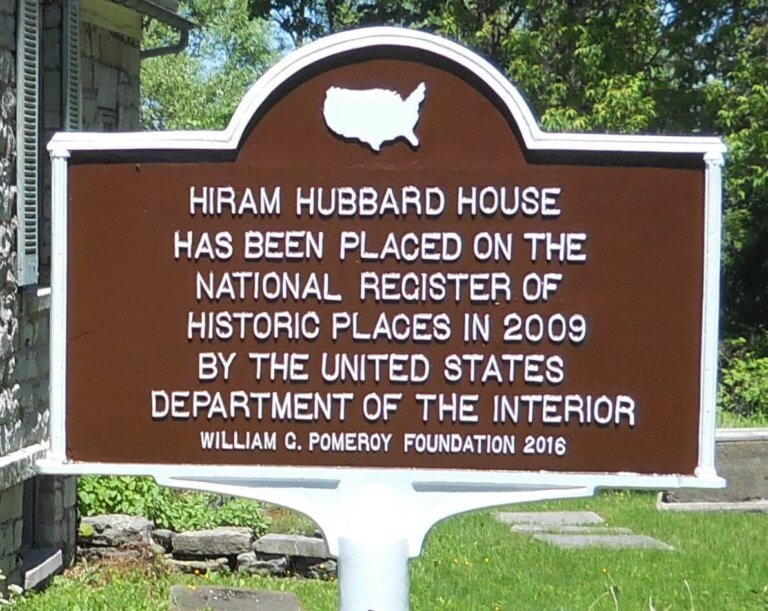 HIRAM HUBBARD HOUSE
HAS BEEN PLACED ON THE
NATIONAL REGISTER OF
HISTORIC PLACES IN 2009
BY THE UNITED STATES
DEPARTMENT OF THE INTERIOR
WILLIAM G. POMEROY FOUNDATION 2016